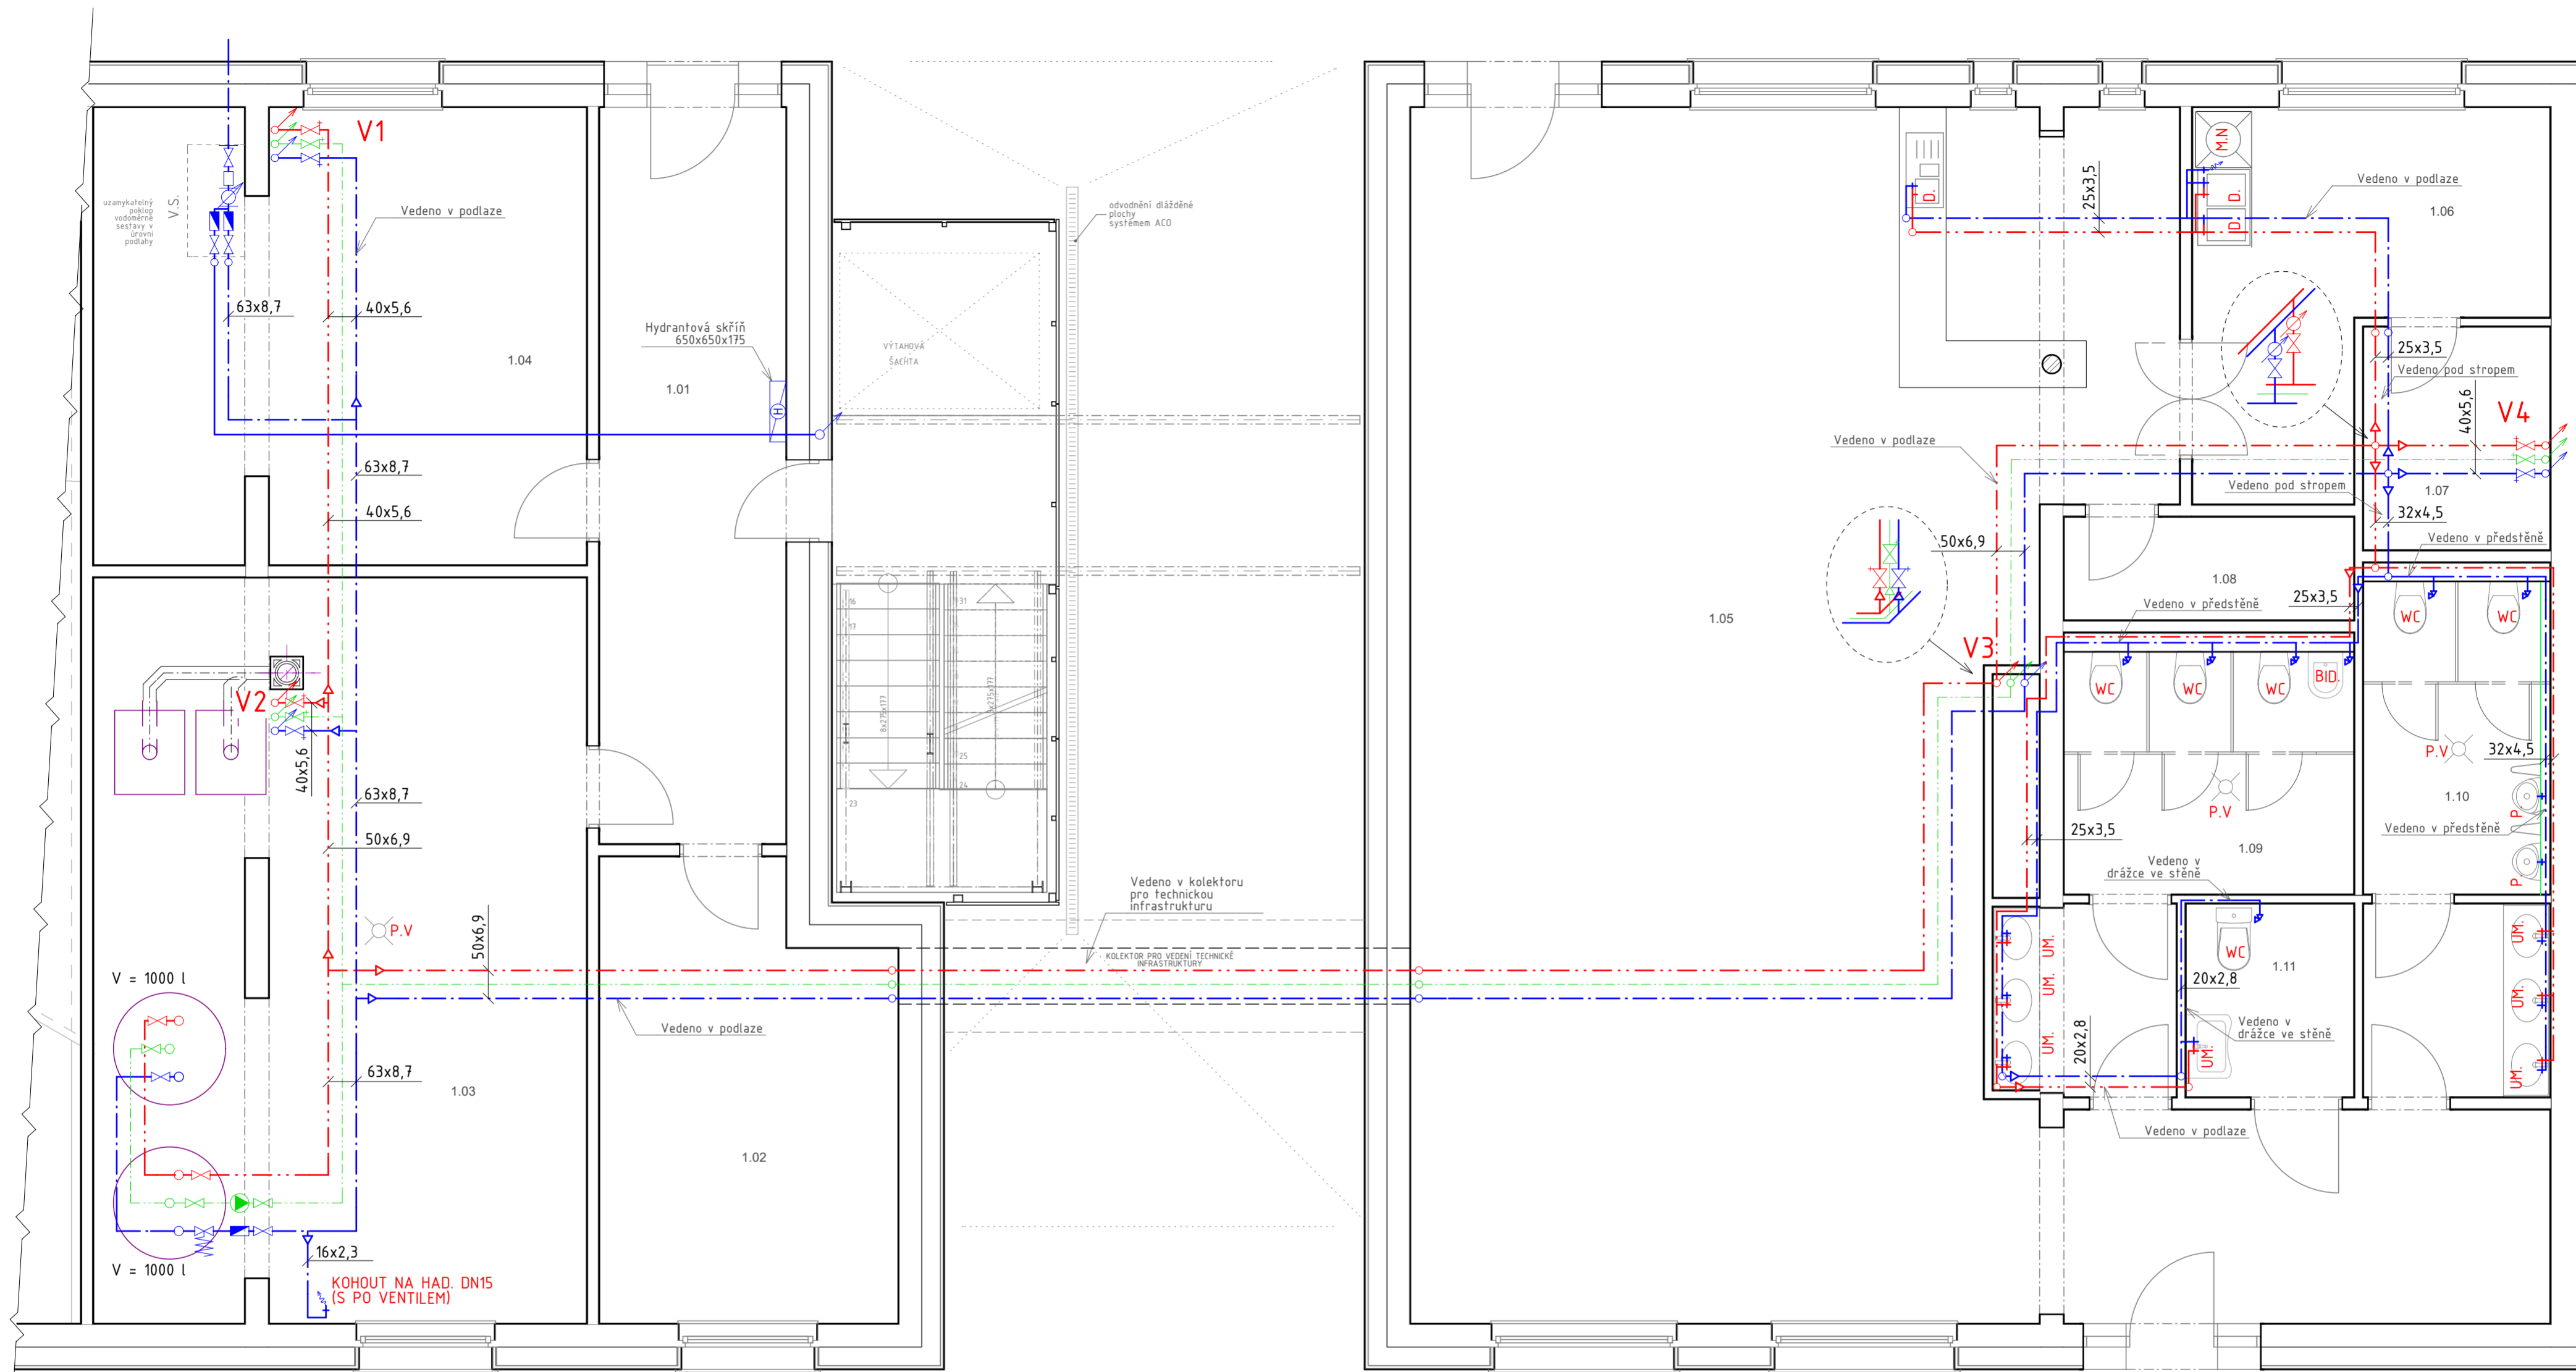 V1
Vedeno v podlaze
uzamykatelný
poklop
vodoměrné
sestavy v
úrovni
podlahy
V.S.
63x8,7
40x5,6
1.04
63x8,7
40x5,6
Hydrantová skříň
650x650x175
1.01
H
VÝTAHOVÁ
ŠACHTA
odvodnění dlážděné
plochy
systémem ACO
16
17
31
8x275x177
25
24
23
V2
40x5,6
63x8,7
50x6,9
P.V
50x6,9
V = 1000 l
V = 1000 l
Vedeno v podlaze
63x8,7
1.03
1.02
16x2,3
KOHOUT NA HAD. DN15
(S PO VENTILEM)
Vedeno v kolektoru
pro technickou
infrastrukturu
KOLEKTOR PRO VEDENÍ TECHNICKÉ
INFRASTRUKTURY
1.05
D.
25x3,5
M.N
D.
D.
Vedeno v podlaze
1.06
25x3,5
Vedeno pod stropem
40x5,6
V4
Vedeno v podlaze
Vedeno pod stropem
1.07
32x4,5
Vedeno v předstěně
50x6,9
V3
1.08
25x3,5
Vedeno v předstěně
WC
WC
WC
WC
WC
BID.
P.V
P.V
32x4,5
1.10
P.
P.
Vedeno v předstěně
25x3,5
1.09
Vedeno v
drážce ve stěně
UM.
UM.
UM.
WC
1.11
20x2,8
Vedeno v
drážce ve stěně
20x2,8
UM.
UM.
UM.
UM.
Vedeno v podlaze